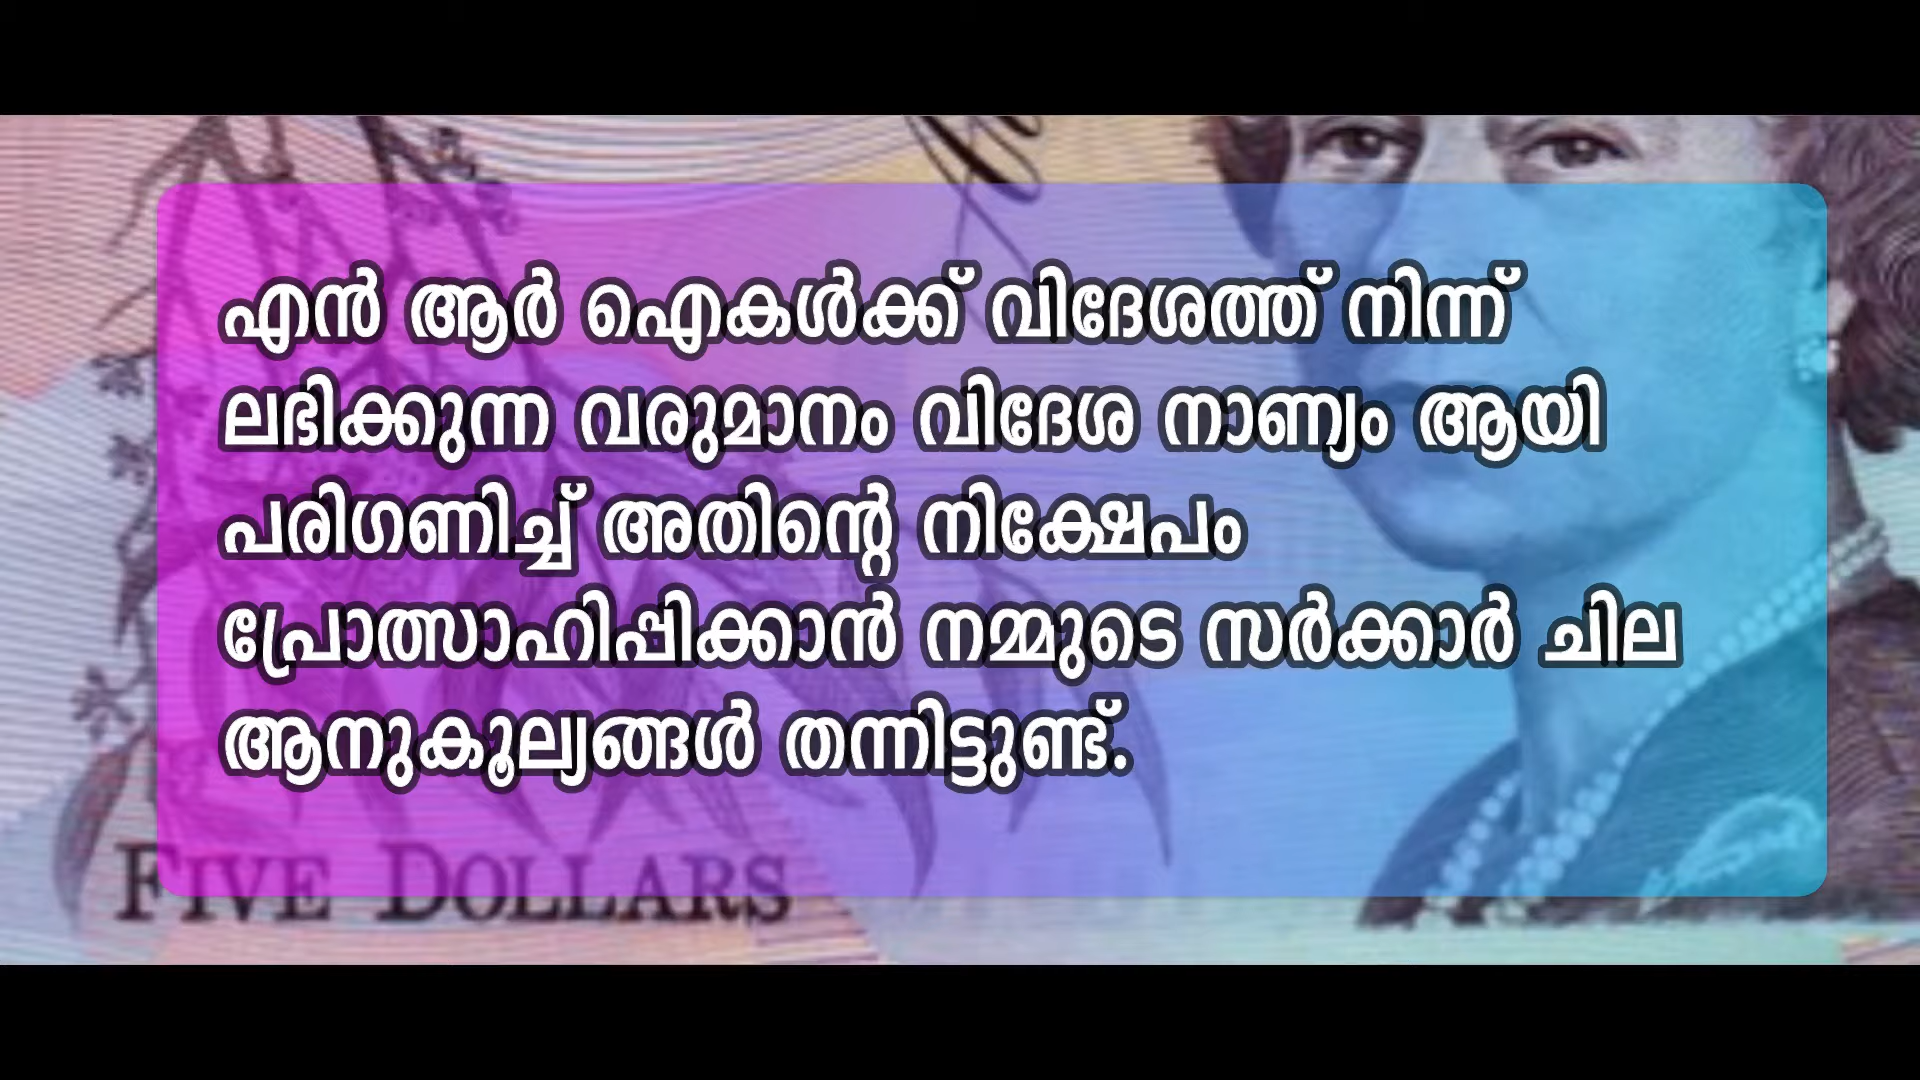 എൻ ആർ ഐകൾക്ക് വിദേശത്ത് നിന്ന്
ലഭിക്കുന്ന വരുമാനം വിദേശ നാണ്യം ആയി
പരിഗണിച്ച് അതിന്റെ നിക്ഷേപം
പ്രോത്സാഹിപ്പിക്കാൻ നമ്മുടെ സർക്കാർ ചില
ആനുകൂല്യങ്ങൾ തന്നിട്ടുണ്ട്.
FIVE DOLLARS